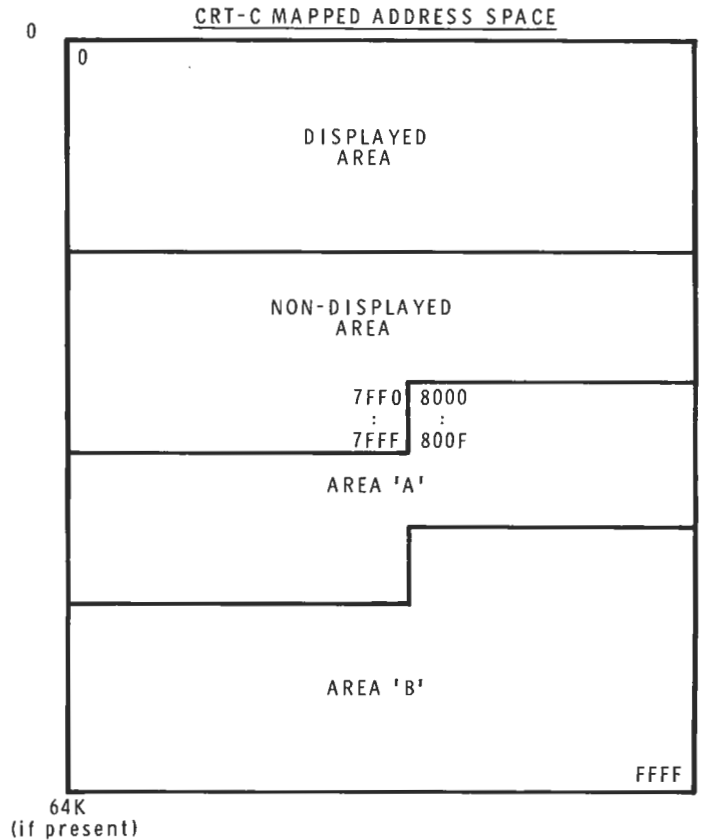 CRT-C MAPPED ADDRESS SPACE
0
0
DISPLAYED
AREA
NON-DISPLAYED
AREA
7FF0 8000
: :
7FFF 800F
AREA 'A'
AREA 'B'
FFFF
64K
(if present)